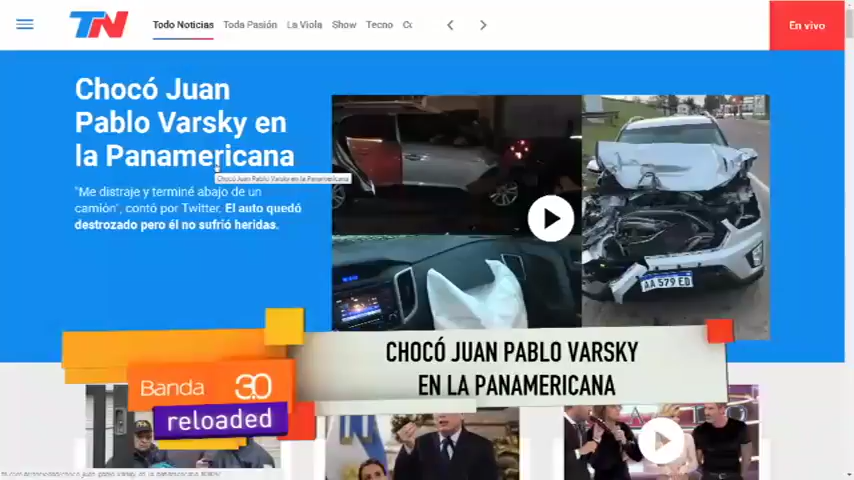 TN
Todo Noticias
Toda Pasión
La Viola
Show
Tecno
En vivo
Chocó Juan
Pablo Varsky en
la Panamericana
Chocó Juan Pablo Varsky en la Panamericana
"Me distraje y terminé abajo de un
camión", contó por Twitter. El auto quedó
destrozado pero él no sufrió heridas.
AA 579 ED
CHOCÓ JUAN PABLO VARSKY
EN LA PANAMERICANA
Banda 3.0
reloaded